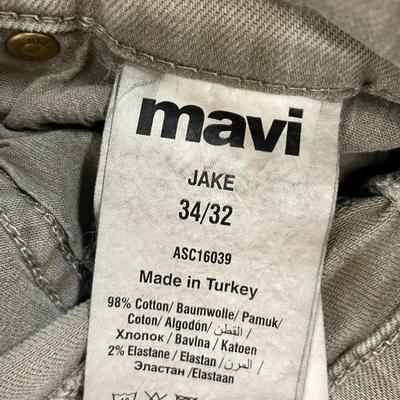 mavi
JAKE
34/32
ASC16039
Made in Turkey
98% Cotton/ Baumwolle/ Pamuk/
Coton/ Algodón/ القطن/
Хлопок/ Bavlna/ Katoen
2% Elastane/ Elastan/ المرن/
Эластан/Elastaan